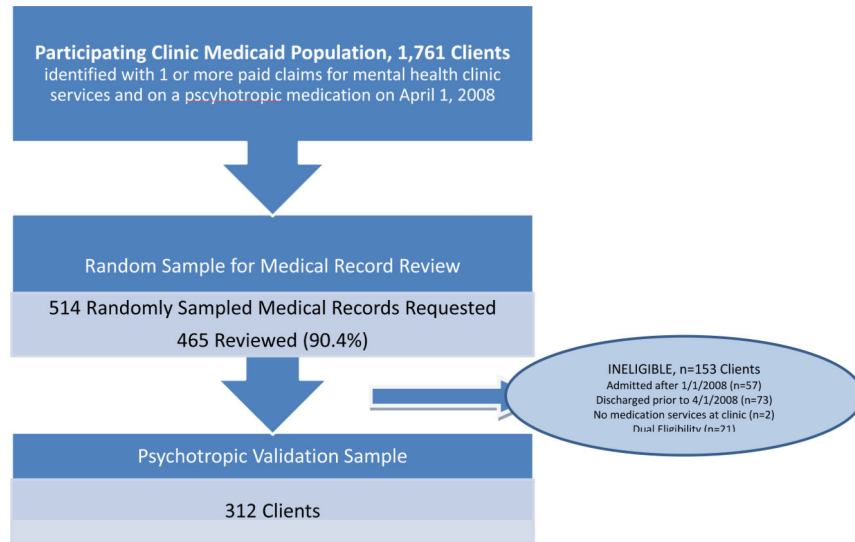 Participating Clinic Medicaid Population, 1,761 Clients
identified with 1 or more paid claims for mental health clinic
services and on a pscyhotropic medication on April 1, 2008
Random Sample for Medical Record Review
514 Randomly Sampled Medical Records Requested
465 Reviewed (90.4%)
INELIGIBLE, n=153 Clients
Admitted after 1/1/2008 (n=57)
Discharged prior to 4/1/2008 (n=73)
No medication services at clinic (n=2)
Dual Eligibility (n=21)
Psychotropic Validation Sample
312 Clients